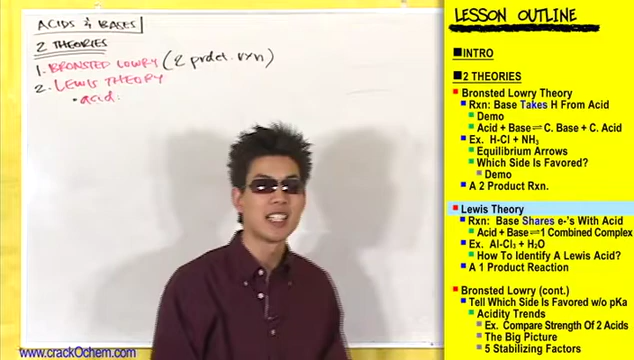 ACIDS & BASES
2 THEORIES
1. BRONSTED LOWRY (2 prdct. rxn)
2. LEWIS THEORY
• acid:
www.crackOchem.com
LESSON OUTLINE
INTRO
2 THEORIES
Bronsted Lowry Theory
Rxn: Base Takes H From Acid
Demo
Acid + Base⇌C. Base + C. Acid
Ex. H-Cl + NH3
Equilibrium Arrows
Which Side Is Favored?
Demo
A 2 Product Rxn.
Lewis Theory
Rxn: Base Shares e-'s With Acid
Acid + Base⇌1 Combined Complex
Ex. Al-Cl3 + H2O
How To Identify A Lewis Acid?
A 1 Product Reaction
Bronsted Lowry (cont.)
Tell Which Side Is Favored w/o pKa
Acidity Trends
Ex. Compare Strength Of 2 Acids
The Big Picture
5 Stabilizing Factors